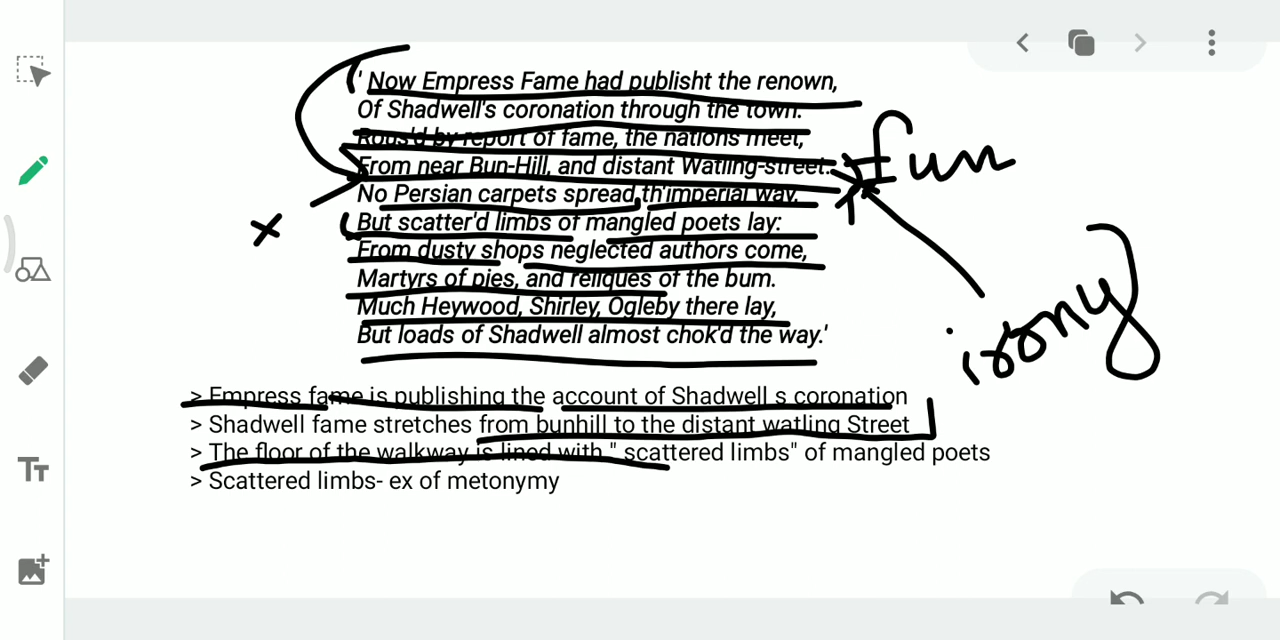 ' Now Empress Fame had publisht the renown,
Of Shadwell's coronation through the town.
Rous'd by report of fame, the nations meet,
From near Bun-Hill, and distant Watling-street.
No Persian carpets spread, th'imperial way,
But scatter'd limbs of mangled poets lay:
From dusty shops neglected authors come,
Martyrs of pies, and reliques of the bum.
Much Heywood, Shirley, Ogleby there lay,
But loads of Shadwell almost chok'd the way.'
fun
irony
> Empress fame is publishing the account of Shadwell s coronation
> Shadwell fame stretches from bunhill to the distant watling Street
> The floor of the walkway is lined with " scattered limbs" of mangled poets
> Scattered limbs- ex of metonymy
Tт